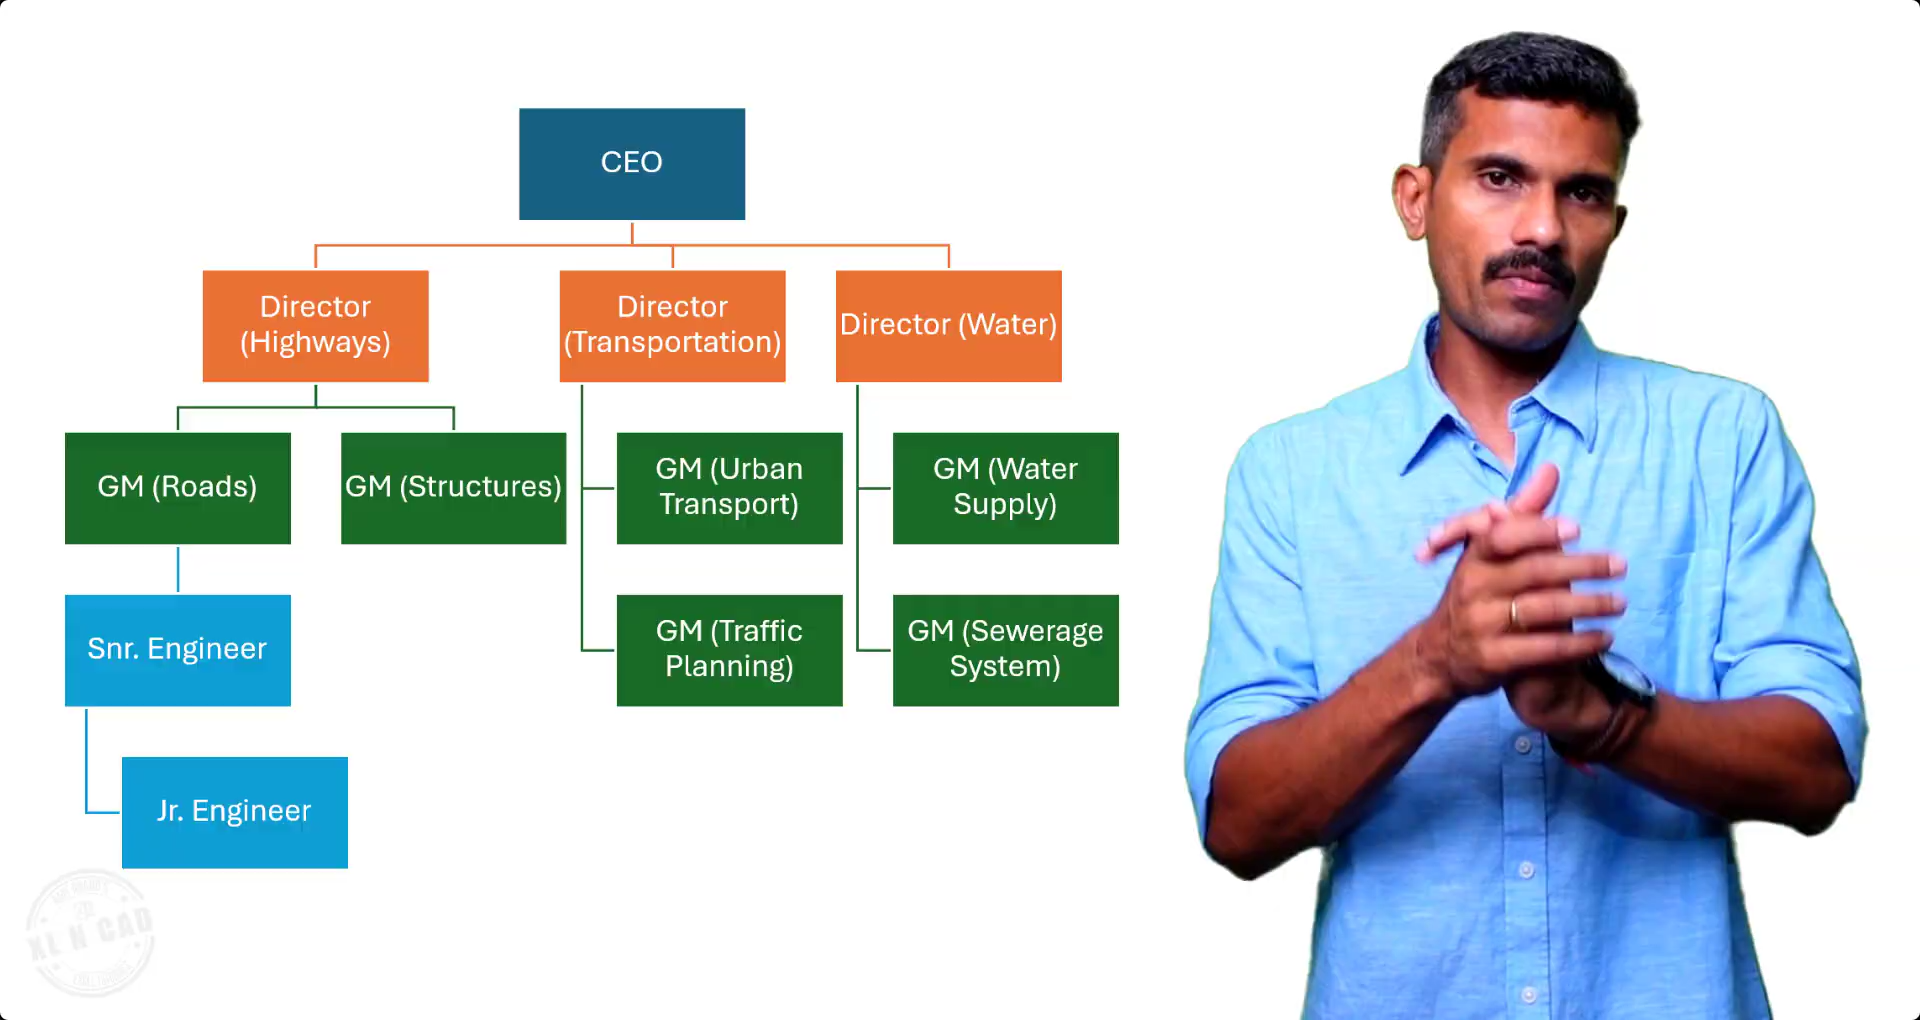 CEO
Director
(Highways)
Director
(Transportation)
Director (Water)
GM (Roads)
GM (Structures)
GM (Urban
Transport)
GM (Water
Supply)
Snr. Engineer
GM (Traffic
Planning)
GM (Sewerage
System)
Jr. Engineer
XL N CAD